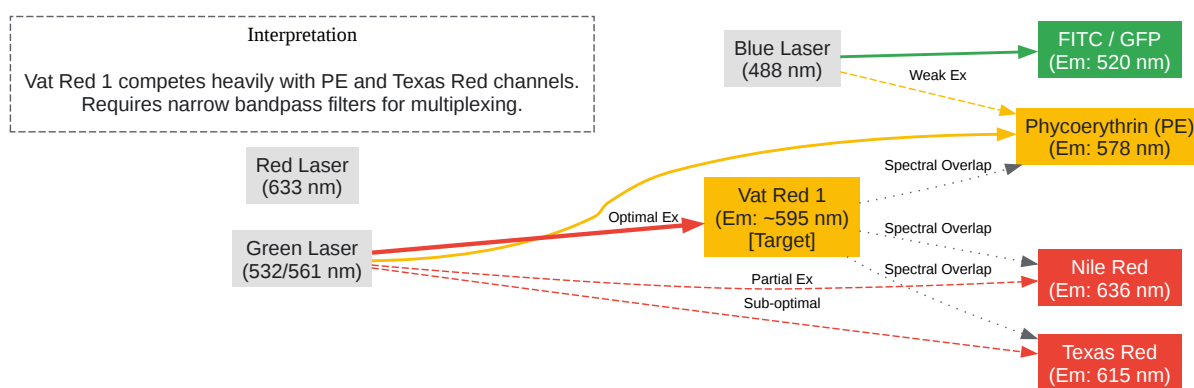 Interpretation
Vat Red 1 competes heavily with PE and Texas Red channels.
Requires narrow bandpass filters for multiplexing.
Blue Laser
(488 nm)
FITC / GFP
(Em: 520 nm)
Weak Ex
Phycoerythrin (PE)
(Em: 578 nm)
Red Laser
(633 nm)
Spectral Overlap
Vat Red 1
(Em: ~595 nm)
[Target]
Optimal Ex
Green Laser
(532/561 nm)
Spectral Overlap
Nile Red
(Em: 636 nm)
Spectral Overlap
Partial Ex
Sub-optimal
Texas Red
(Em: 615 nm)